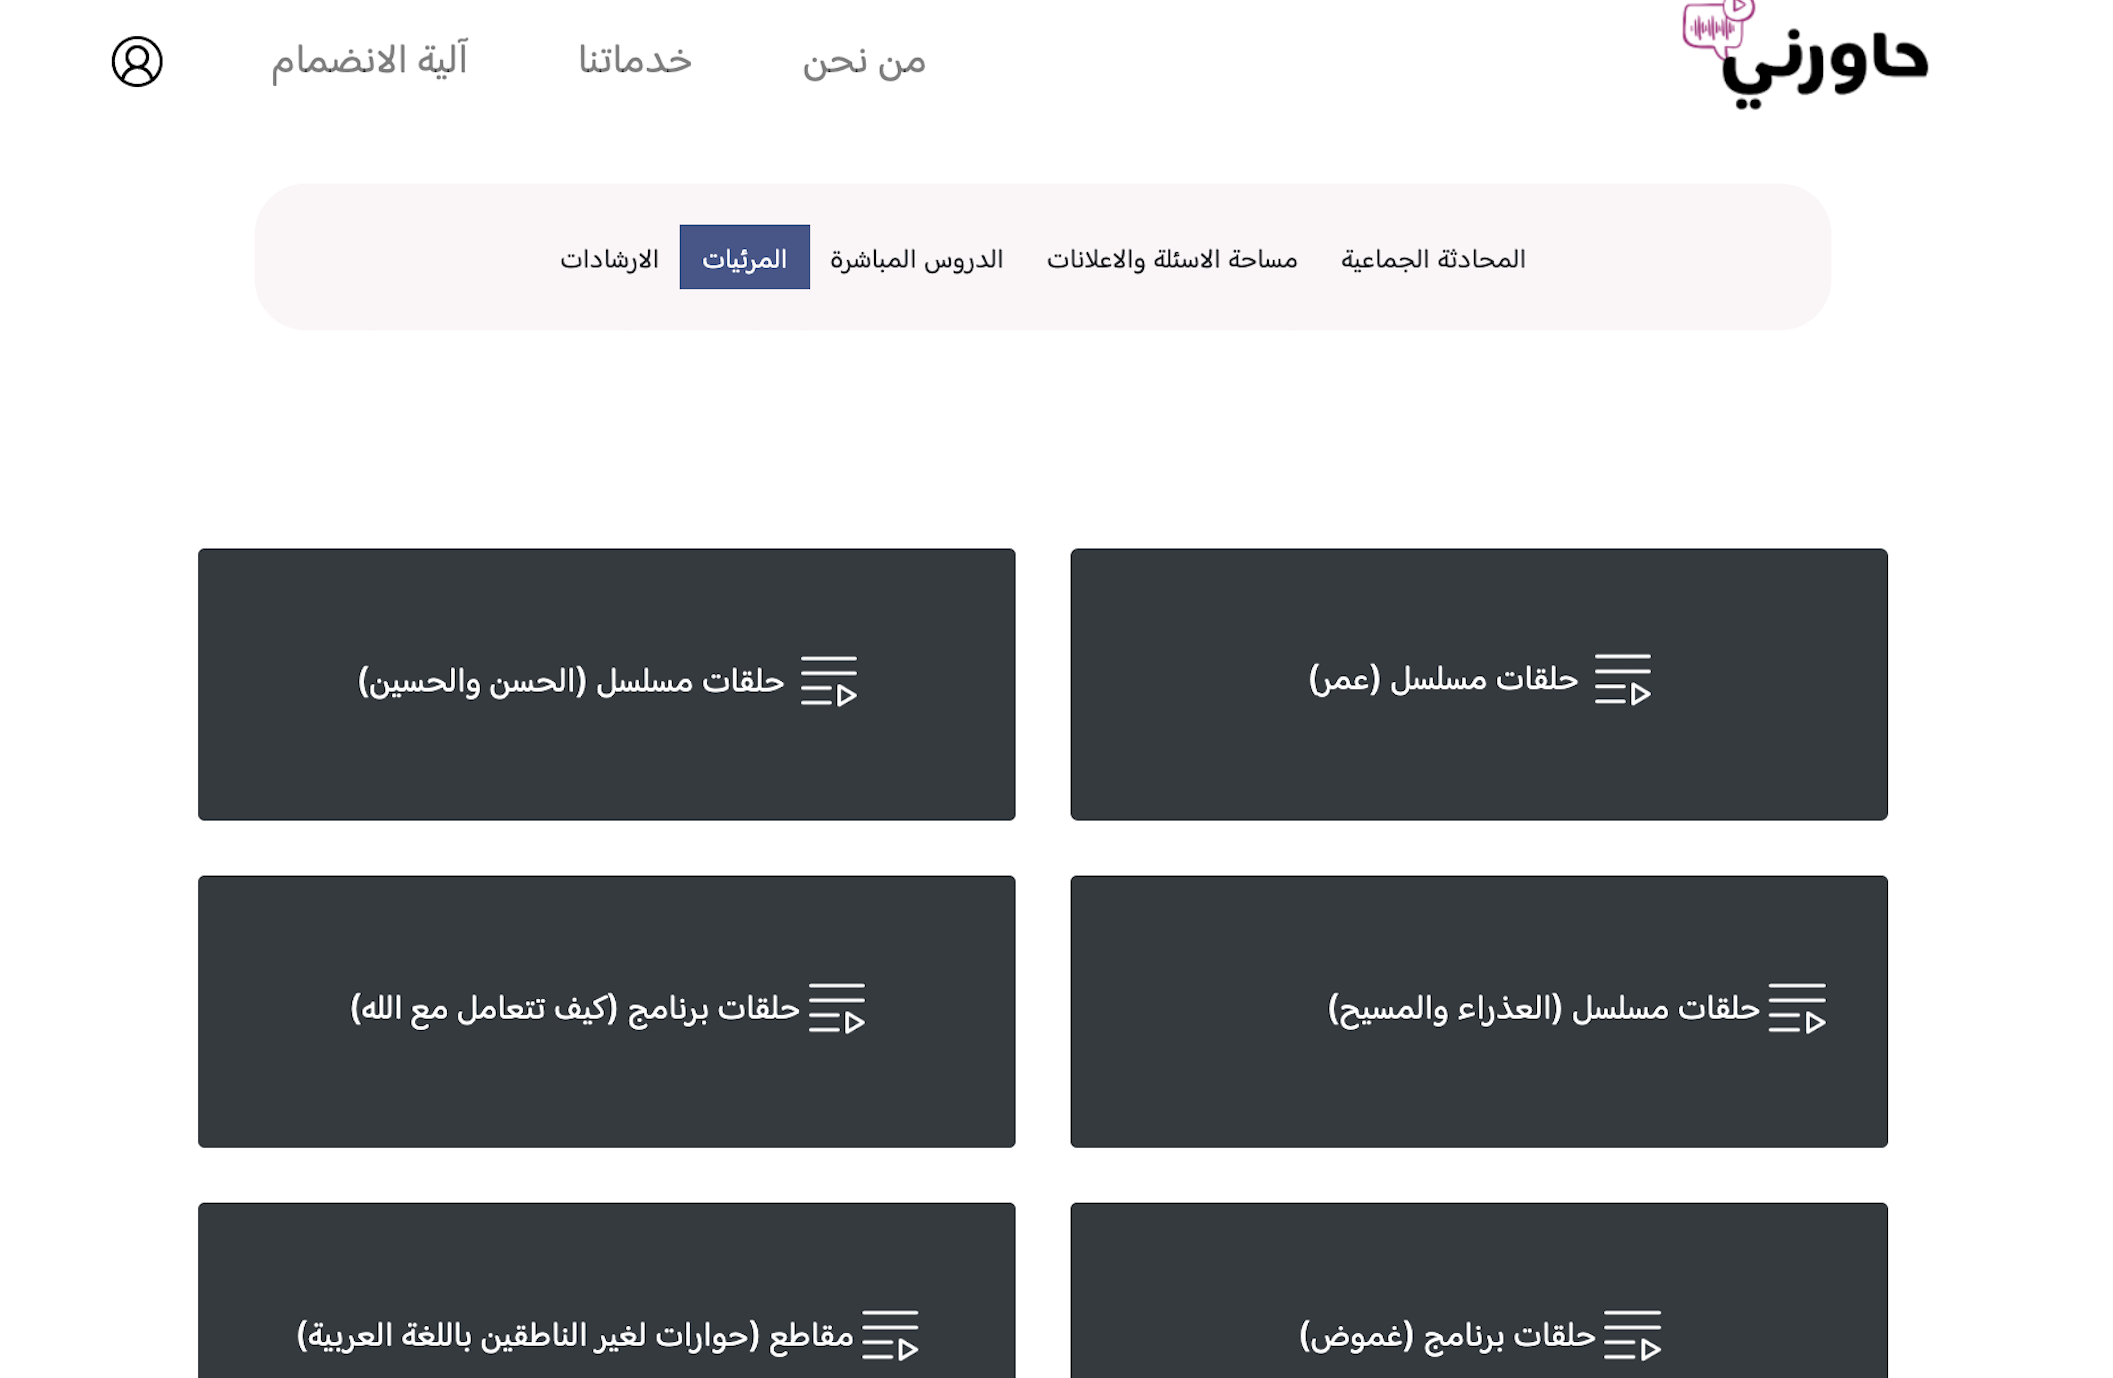 حاورني
من نحن
خدماتنا
آلية الانضمام
المحادثة الجماعية
مساحة الاسئلة والاعلانات
الدروس المباشرة
المرئيات
الارشادات
حلقات مسلسل (عمر)
حلقات مسلسل (الحسن والحسين)
حلقات مسلسل (العذراء والمسيح)
حلقات برنامج (كيف تتعامل مع الله)
حلقات برنامج (غموض)
مقاطع (حوارات لغير الناطقين باللغة العربية)